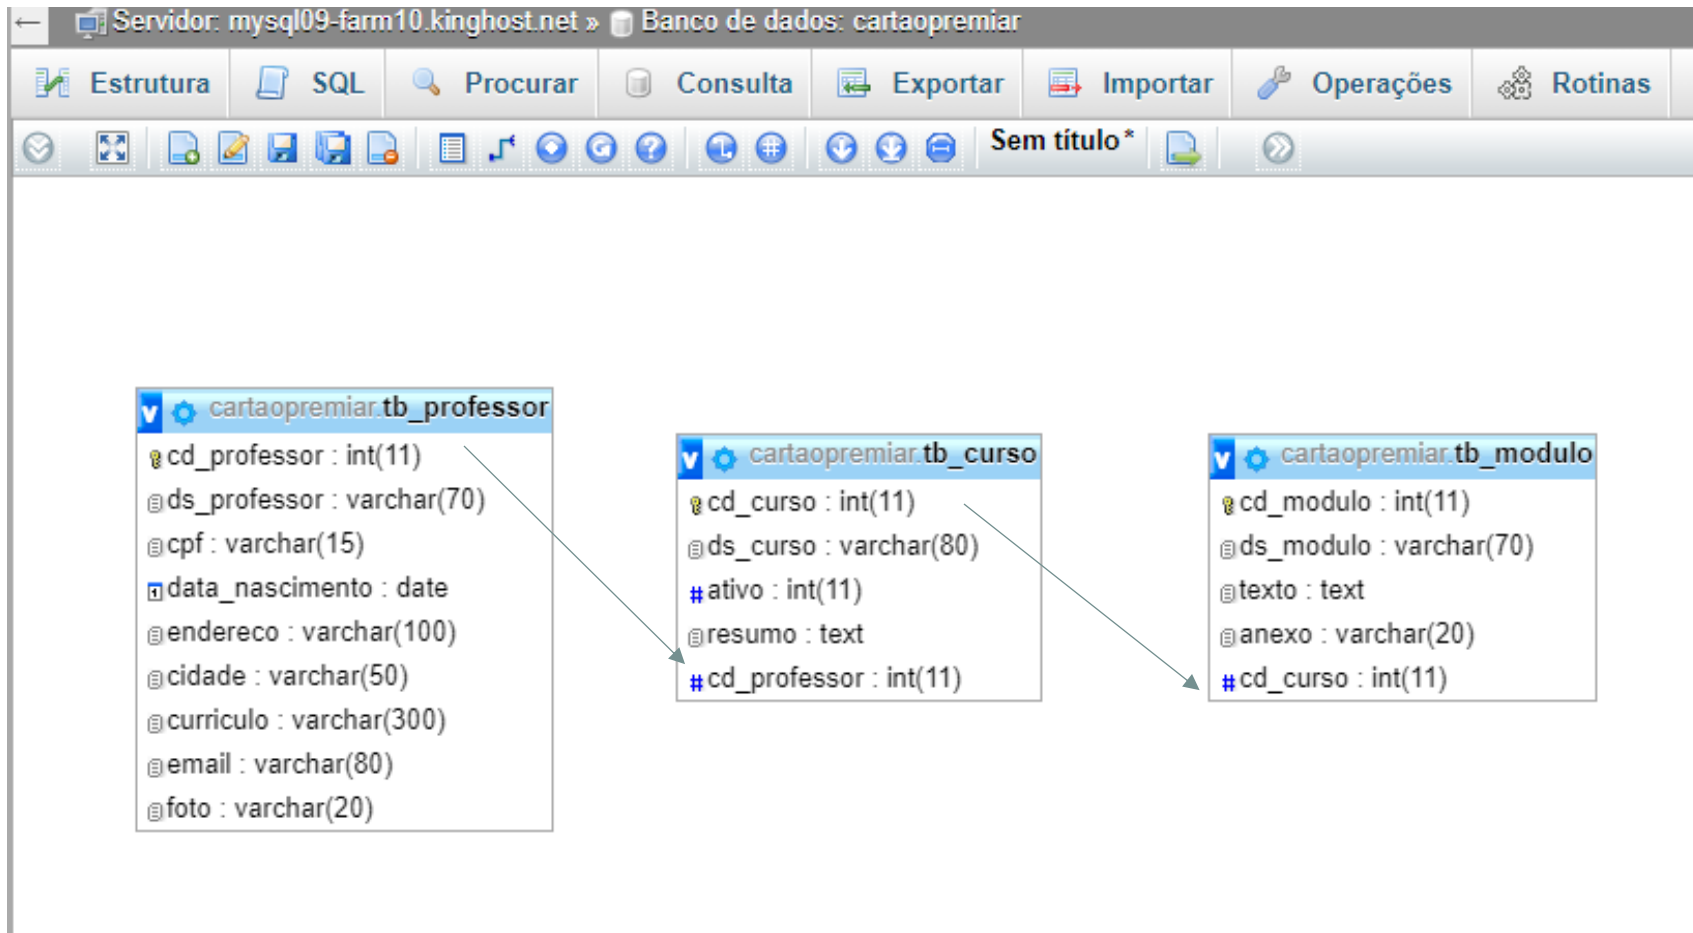 ← Servidor: mysql09-farm10.kinghost.net » Banco de dados: cartaopremiar
Estrutura SQL Procurar Consulta Exportar Importar Operações Rotinas
Sem título *
cartaopremiar.tb_professor
cd_professor : int(11)
ds_professor : varchar(70)
cpf : varchar(15)
data_nascimento : date
endereco : varchar(100)
cidade : varchar(50)
curriculo : varchar(300)
email : varchar(80)
foto : varchar(20)
cartaopremiar.tb_curso
cd_curso : int(11)
ds_curso : varchar(80)
# ativo : int(11)
resumo : text
# cd_professor : int(11)
cartaopremiar.tb_modulo
cd_modulo : int(11)
ds_modulo : varchar(70)
texto : text
anexo : varchar(20)
# cd_curso : int(11)